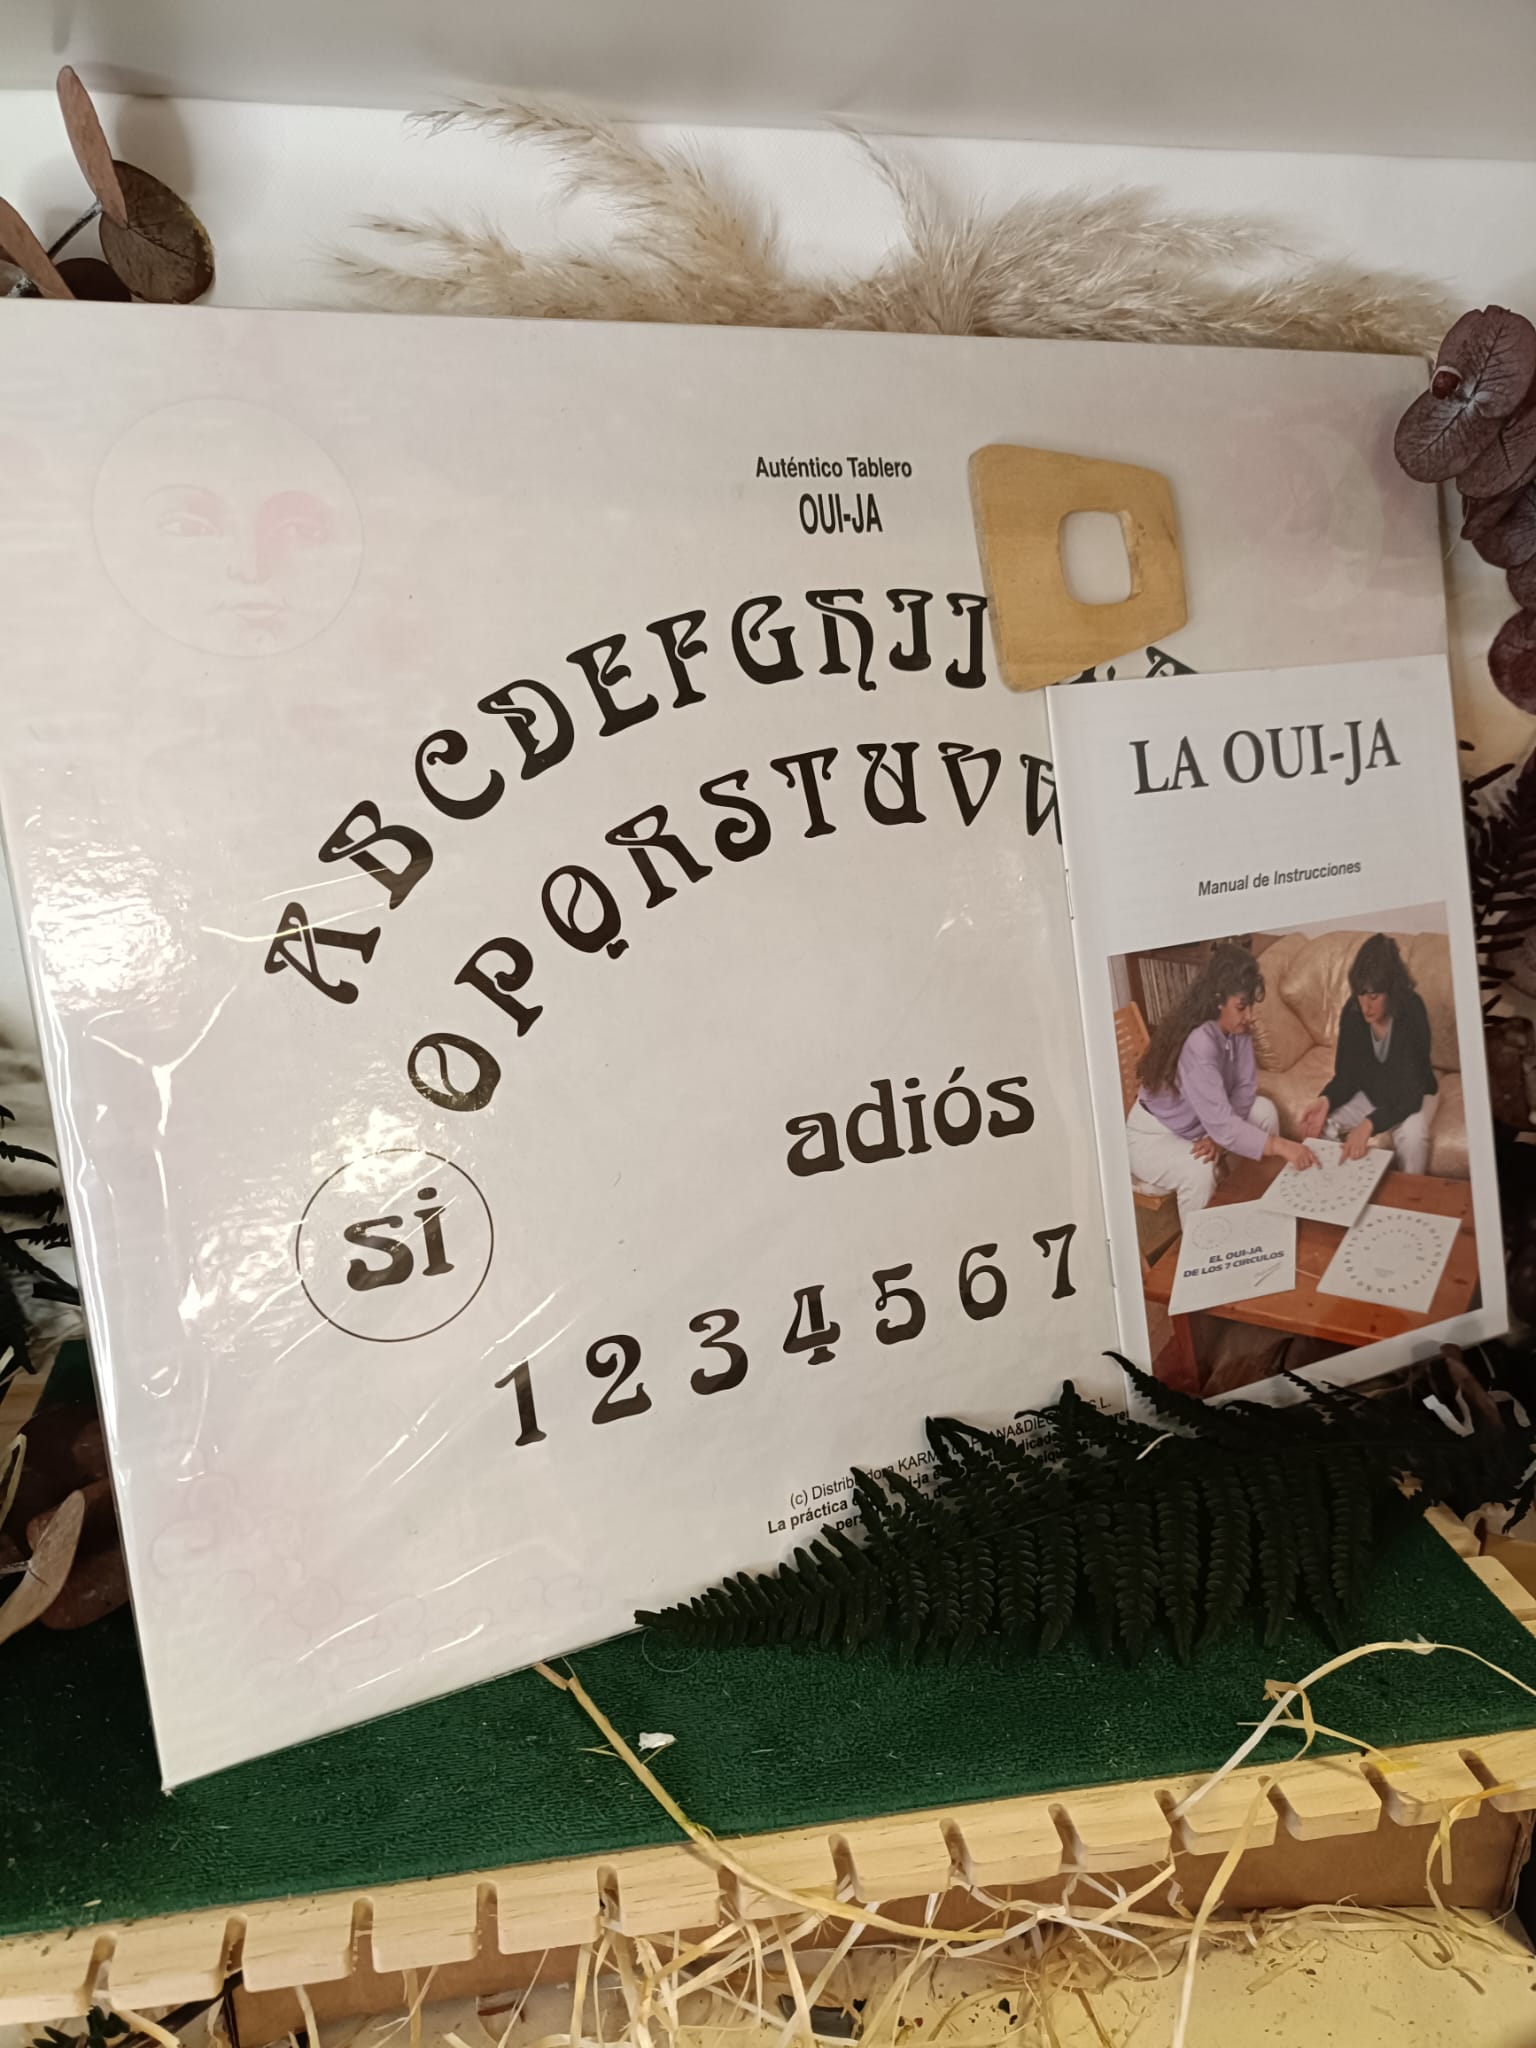 Auténtico Tablero
OUI-JA
ABCDEFGHIJ
OPQRSTUV
adiós
si
1 2 3 4 5 6 7
(c) Distribuidora S.L.
La práctica
LA OUI-JA
Manual de Instrucciones
EL OUI-JA
DE LOS 7 CIRCULOS